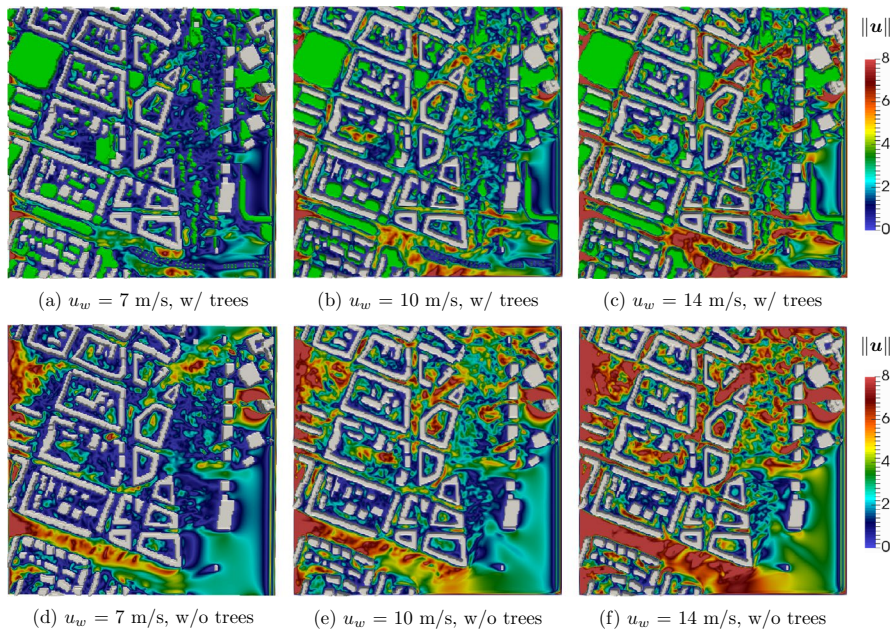 ‖u‖
8
6
4
2
0
(a) u_w = 7 m/s, w/ trees
(b) u_w = 10 m/s, w/ trees
(c) u_w = 14 m/s, w/ trees
‖u‖
8
6
4
2
0
(d) u_w = 7 m/s, w/o trees
(e) u_w = 10 m/s, w/o trees
(f) u_w = 14 m/s, w/o trees